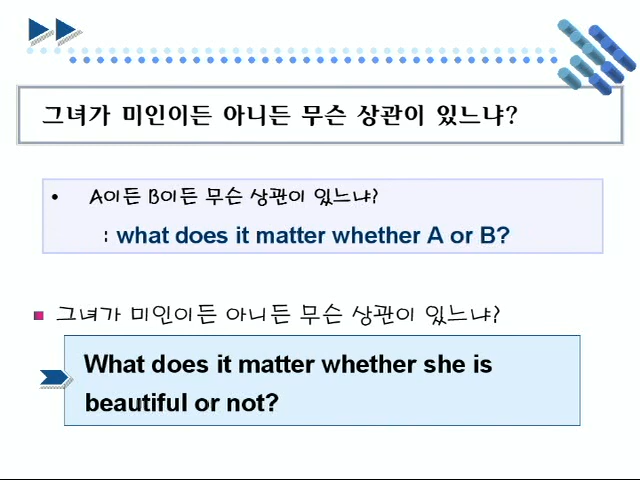 그녀가 미인이든 아니든 무슨 상관이 있느냐?
• A이든 B이든 무슨 상관이 있느냐?
: what does it matter whether A or B?
그녀가 미인이든 아니든 무슨 상관이 있느냐?
What does it matter whether she is
beautiful or not?